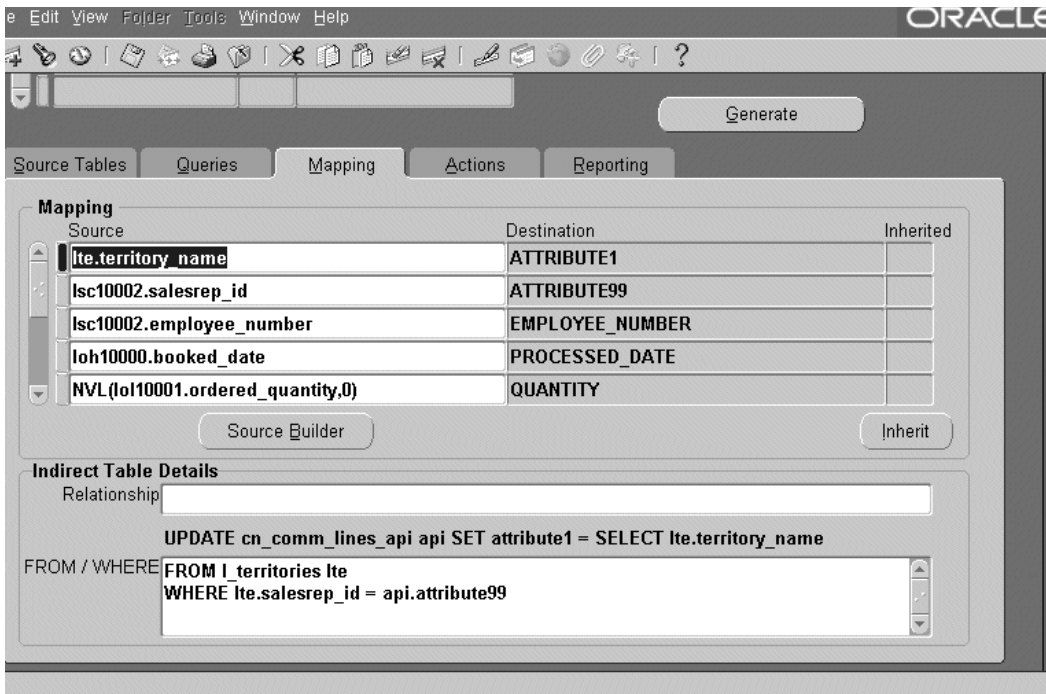 e Edit View Folder Tools Window Help
ORACLE
?
Generate
Source Tables Queries Mapping Actions Reporting
Mapping
Source Destination Inherited
lte.territory_name ATTRIBUTE1
lsc10002.salesrep_id ATTRIBUTE99
lsc10002.employee_number EMPLOYEE_NUMBER
loh10000.booked_date PROCESSED_DATE
NVL(lol10001.ordered_quantity,0) QUANTITY
Source Builder Inherit
Indirect Table Details
Relationship
UPDATE cn_comm_lines_api api SET attribute1 = SELECT lte.territory_name
FROM / WHERE FROM l_territories lte
WHERE lte.salesrep_id = api.attribute99